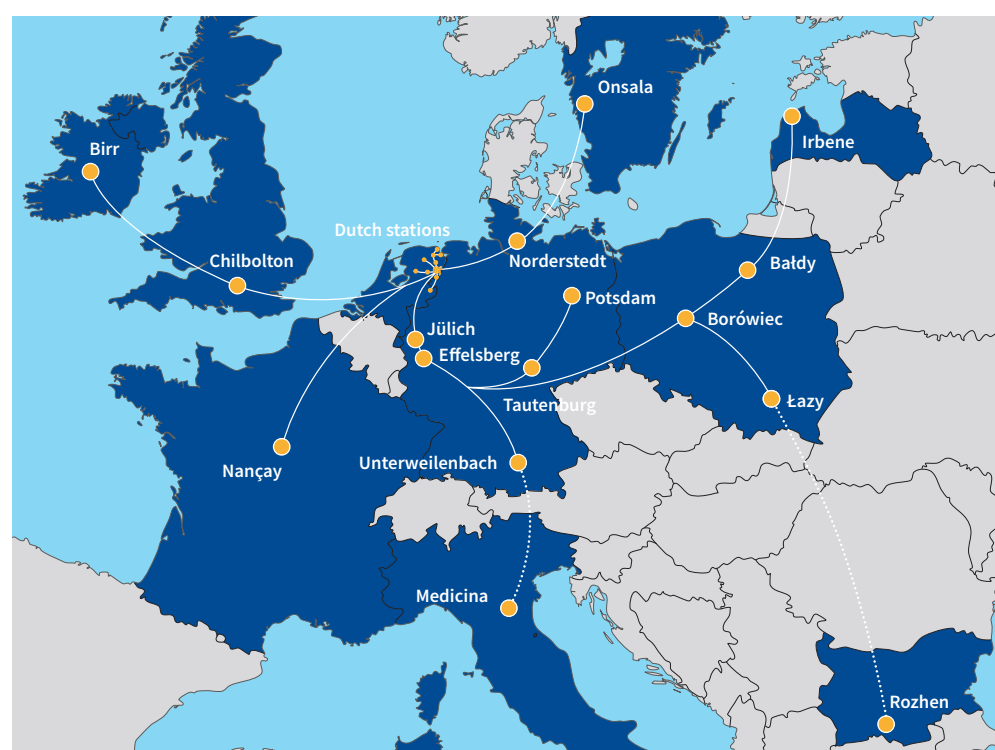 Onsala
Irbene
Birr
Dutch stations
Chilbolton
Norderstedt
Bałdy
Potsdam
Borówiec
Jülich
Effelsberg
Tautenburg
Łazy
Unterweilenbach
Nançay
Medicina
Rozhen